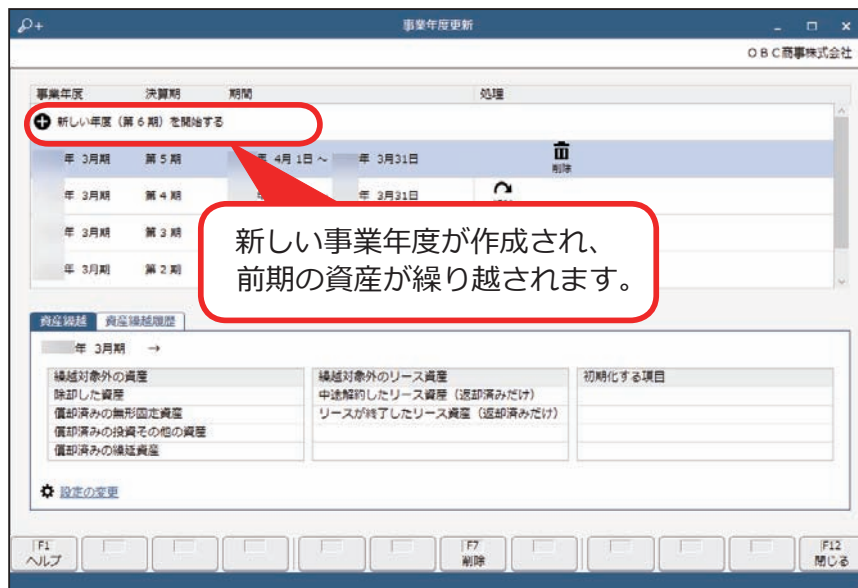 事業年度更新
OBC商事株式会社
事業年度 決算期 期間 処理
新しい年度(第6期)を開始する
年 3月期 第5期 年 4月 1日~ 年 3月31日 削除
年 3月期 第4期 年 3月31日
年 3月期 第3期
年 3月期 第2期
新しい事業年度が作成され、
前期の資産が繰り越されます。
資産繰越 資産繰越履歴
年 3月期 →
繰越対象外の資産 繰越対象外のリース資産 初期化する項目
除却した資産 中途解約したリース資産(返却済みだけ)
償却済みの無形固定資産 リースが終了したリース資産(返却済みだけ)
償却済みの投資その他の資産
償却済みの繰延資産
設定の変更
F1 F7 F12
ヘルプ 削除 閉じる